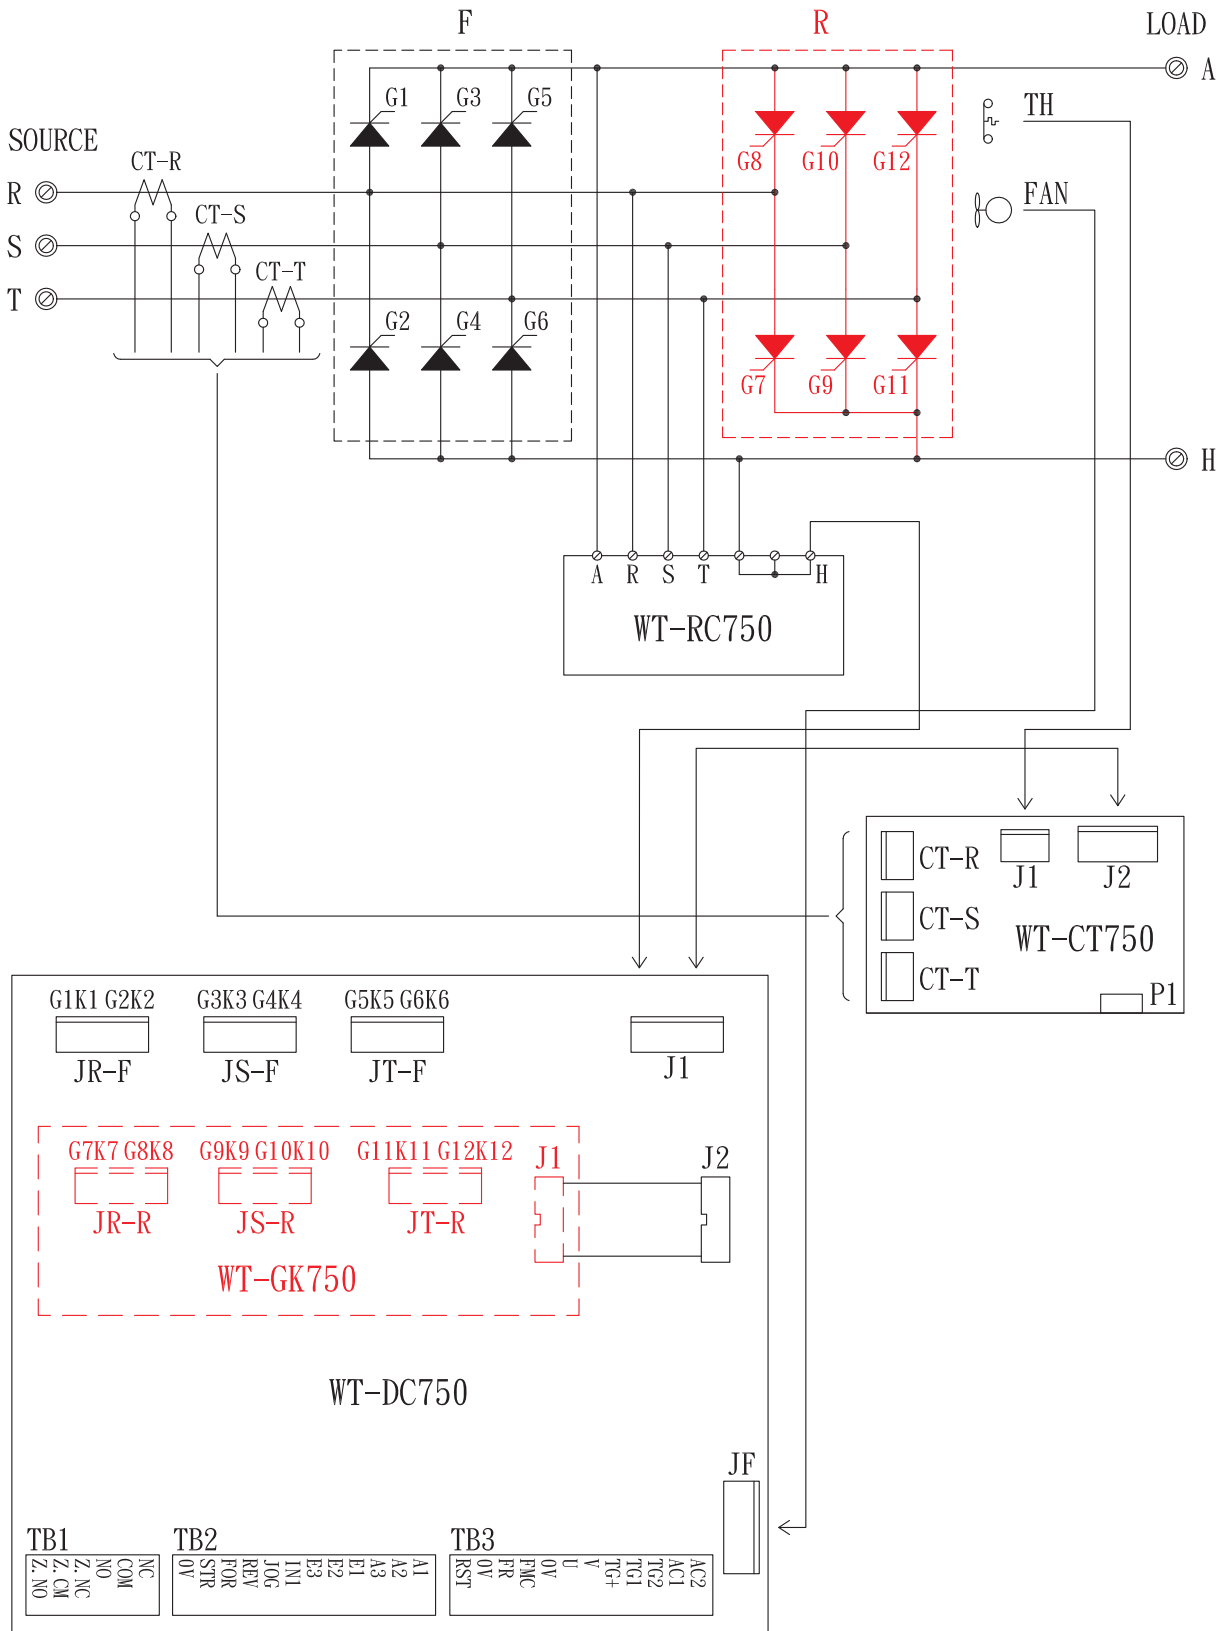 F
R
LOAD
A
G1
G3
G5
TH
SOURCE
CT-R
G8
G10
G12
R
FAN
CT-S
S
CT-T
T
G2
G4
G6
G7
G9
G11
H
A R S T H
WT-RC750
CT-R
J1
J2
CT-S
WT-CT750
CT-T
P1
G1K1 G2K2
G3K3 G4K4
G5K5 G6K6
JR-F
JS-F
JT-F
J1
G7K7 G8K8
G9K9 G10K10
G11K11 G12K12
J1
J2
JR-R
JS-R
JT-R
WT-GK750
WT-DC750
JF
TB1
Z.NO
Z.CM
Z.NC
NO
COM
NC
TB2
0V
STR
FOR
REV
JOG
IN1
E3
E2
E1
A3
A2
A1
TB3
RST
0V
FR
FMC
0V
U
V
TG+
TG1
TG2
AC1
AC2